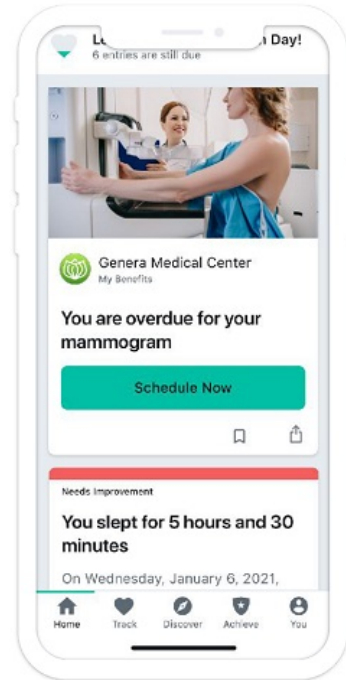 Day!
6 entries are still due
Genera Medical Center
My Benefits
You are overdue for your
mammogram
Schedule Now
Needs Improvement
You slept for 5 hours and 30
minutes
On Wednesday, January 6, 2021,
Home Track Discover Achieve You